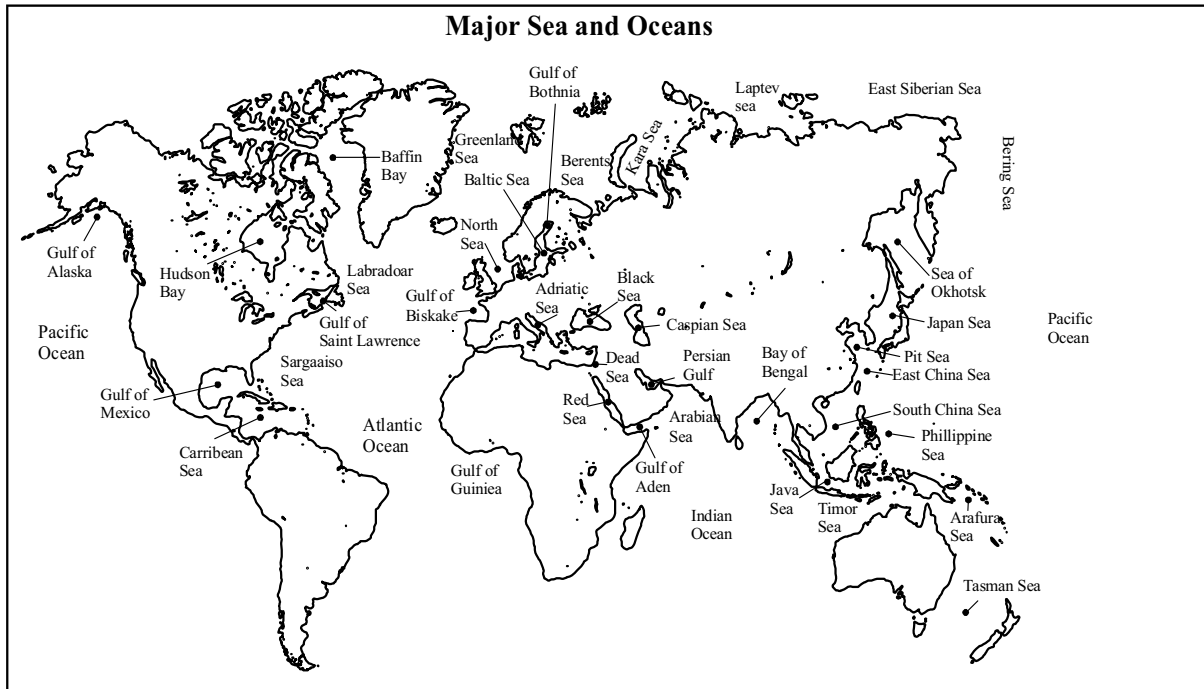 Major Sea and Oceans
Gulf of
Bothnia
Laptev
sea
East Siberian Sea
Greenland
Sea
Berents
Sea
Kara Sea
Bering Sea
Baffin
Bay
Baltic Sea
North
Sea
Gulf of
Alaska
Hudson
Bay
Labradoar
Sea
Gulf of
Biskake
Adriatic
Sea
Black
Sea
Sea of
Okhotsk
Pacific
Ocean
Gulf of
Saint Lawrence
Caspian Sea
Japan Sea
Pacific
Ocean
Sargaaiso
Sea
Dead
Sea
Persian
Gulf
Bay of
Bengal
Pit Sea
East China Sea
Gulf of
Mexico
Red
Sea
Arabian
Sea
South China Sea
Carribean
Sea
Atlantic
Ocean
Phillippine
Sea
Gulf of
Guiniea
Gulf of
Aden
Java
Sea
Timor
Sea
Arafura
Sea
Indian
Ocean
Tasman Sea